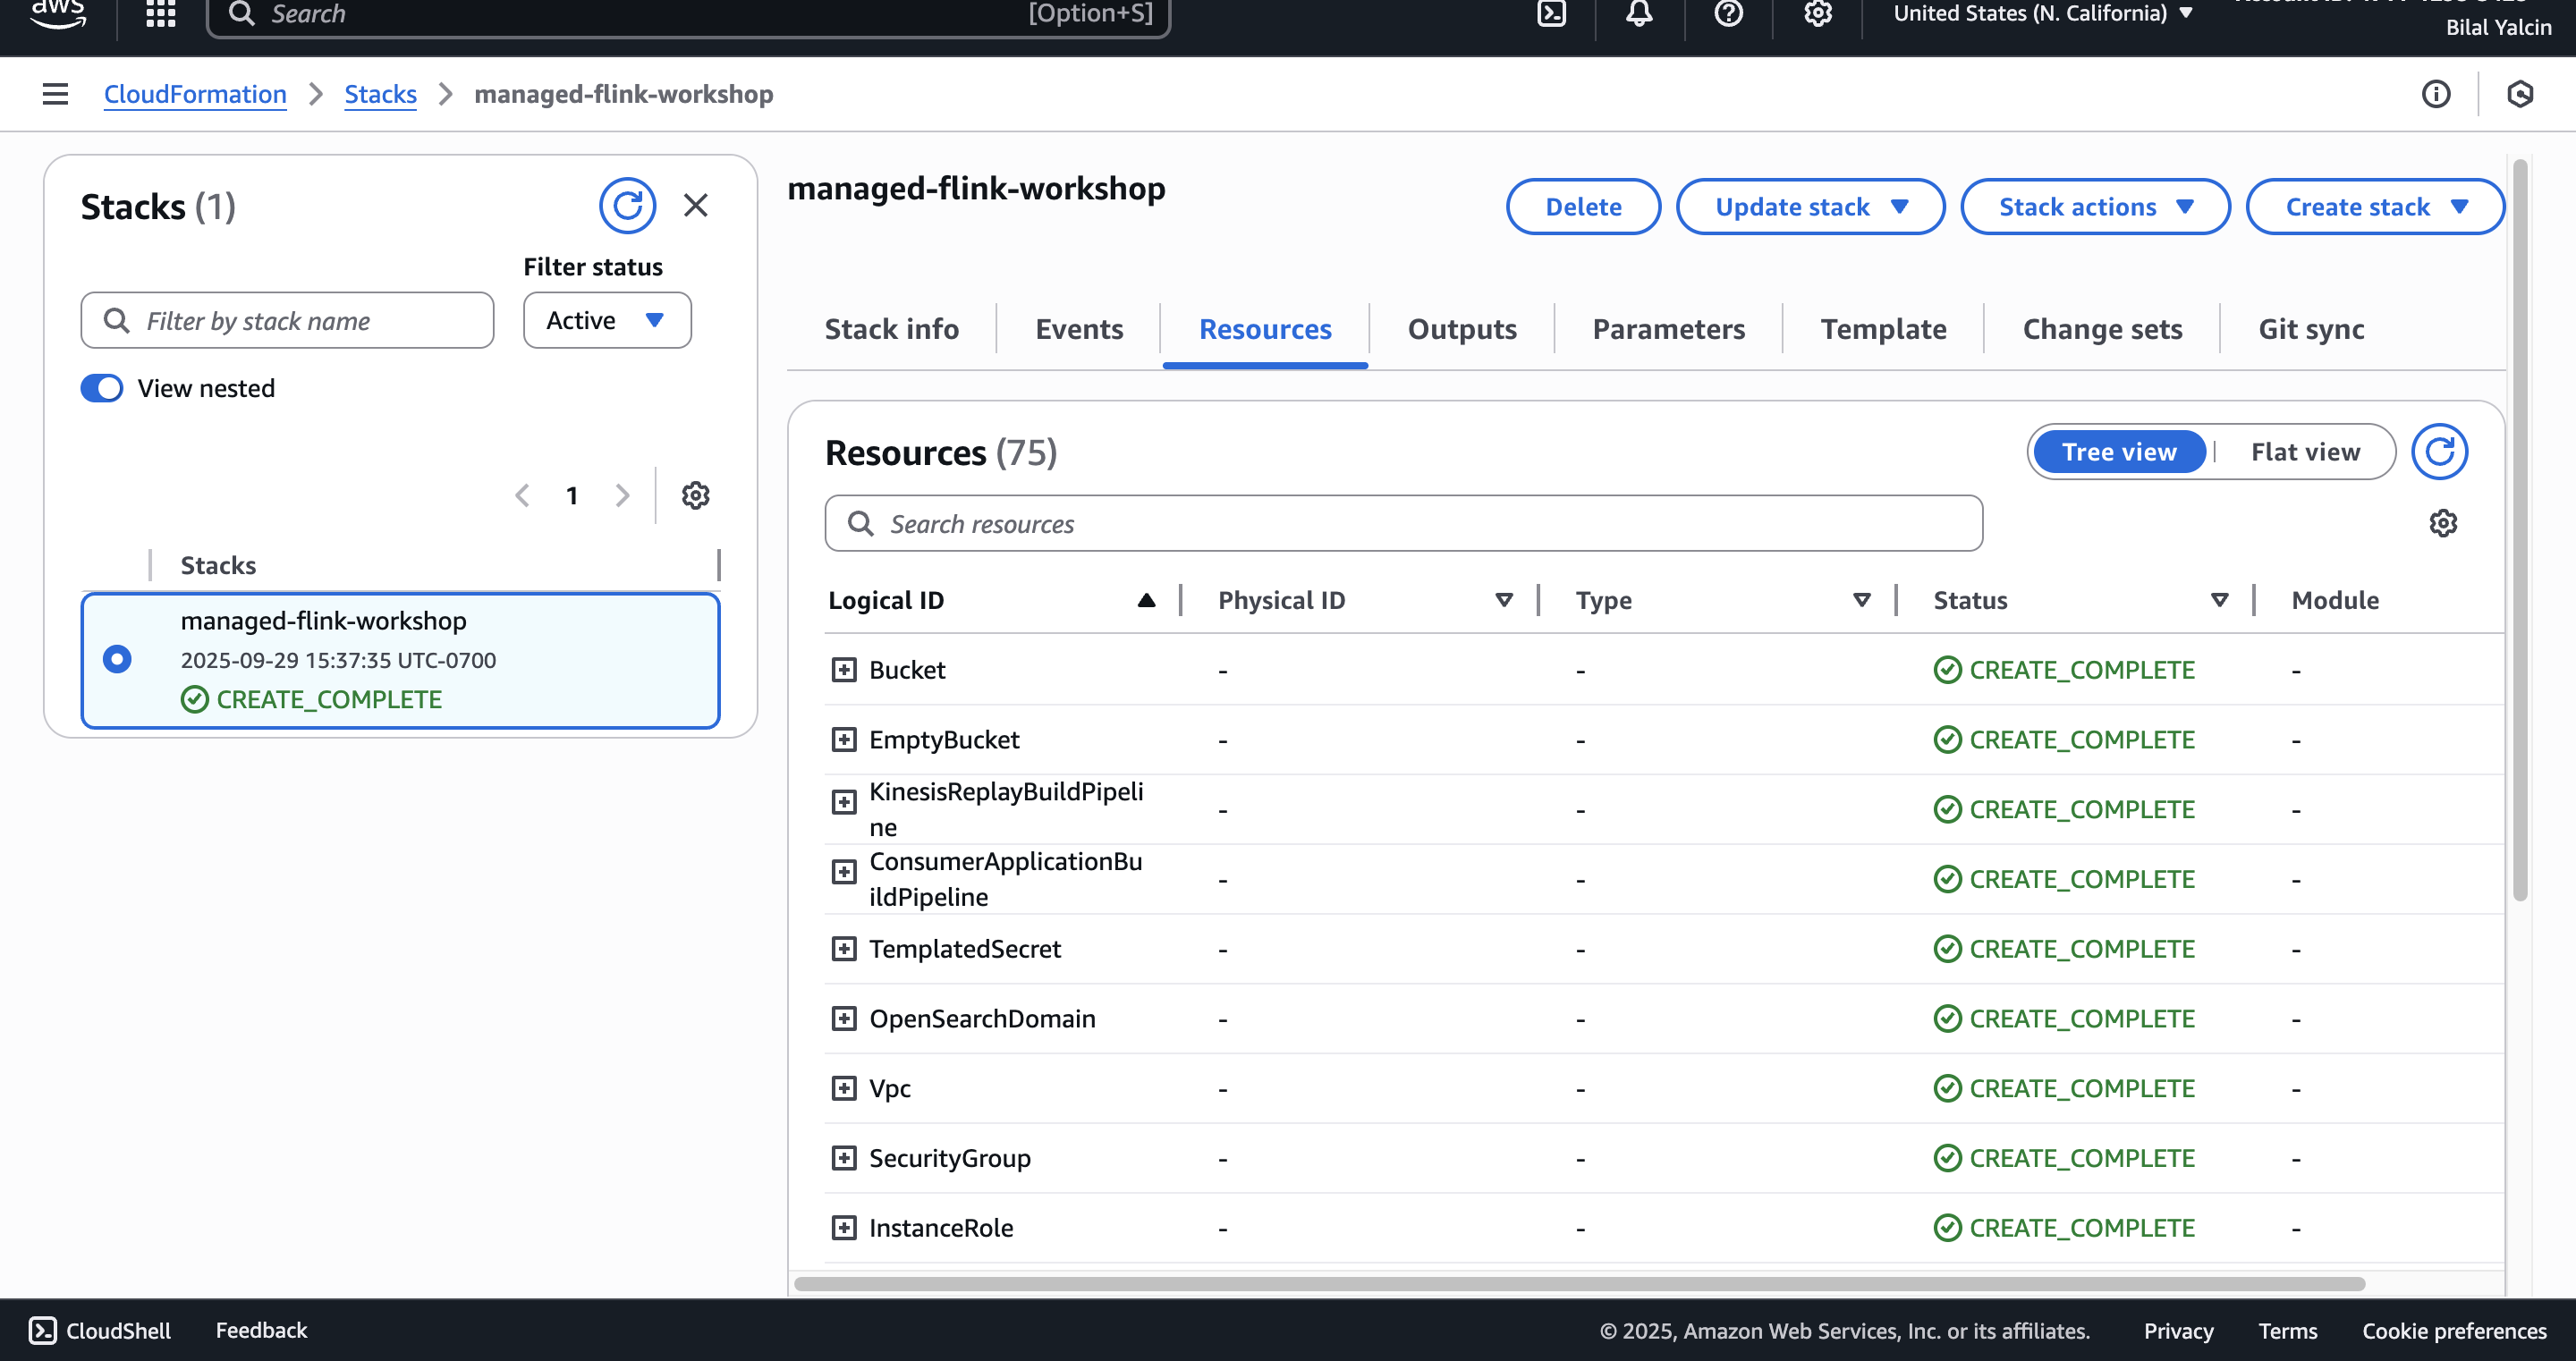 aws
Search
[Option+S]
United States (N. California)
Bilal Yalcin
CloudFormation
Stacks
managed-flink-workshop
Stacks (1)
Filter status
Filter by stack name
Active
View nested
1
Stacks
managed-flink-workshop
2025-09-29 15:37:35 UTC-0700
CREATE_COMPLETE
managed-flink-workshop
Delete
Update stack
Stack actions
Create stack
Stack info
Events
Resources
Outputs
Parameters
Template
Change sets
Git sync
Resources (75)
Tree view
Flat view
Search resources
Logical ID
Physical ID
Type
Status
Module
Bucket - - CREATE_COMPLETE -
EmptyBucket - - CREATE_COMPLETE -
KinesisReplayBuildPipeli
ne - - CREATE_COMPLETE -
ConsumerApplicationBu
ildPipeline - - CREATE_COMPLETE -
TemplatedSecret - - CREATE_COMPLETE -
OpenSearchDomain - - CREATE_COMPLETE -
Vpc - - CREATE_COMPLETE -
SecurityGroup - - CREATE_COMPLETE -
InstanceRole - - CREATE_COMPLETE -
CloudShell
Feedback
© 2025, Amazon Web Services, Inc. or its affiliates.
Privacy
Terms
Cookie preferences